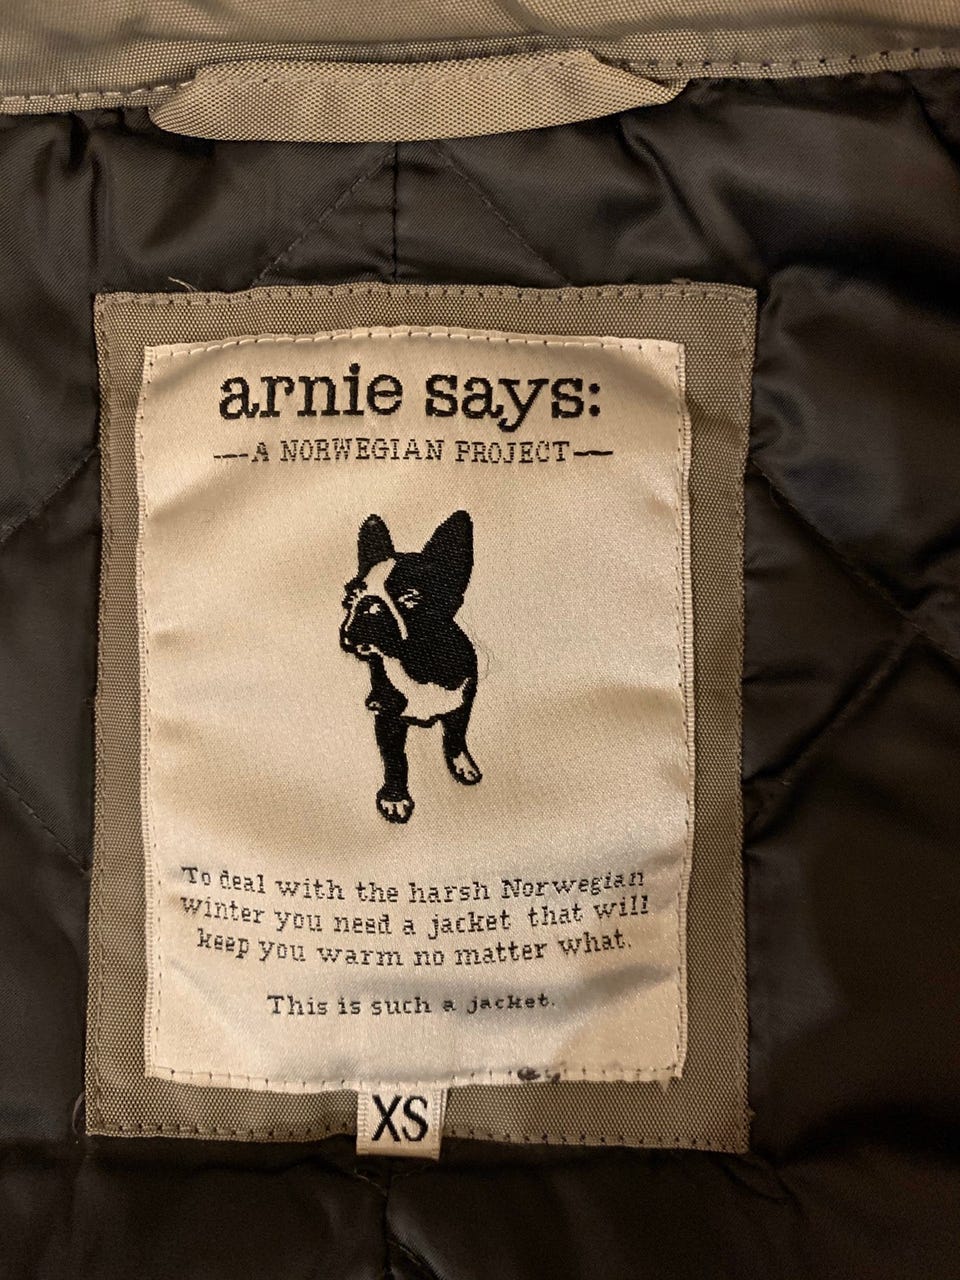 arnie says:
—A NORWEGIAN PROJECT—
To deal with the harsh Norwegian
winter you need a jacket that will
keep you warm no matter what.
This is such a jacket.
XS